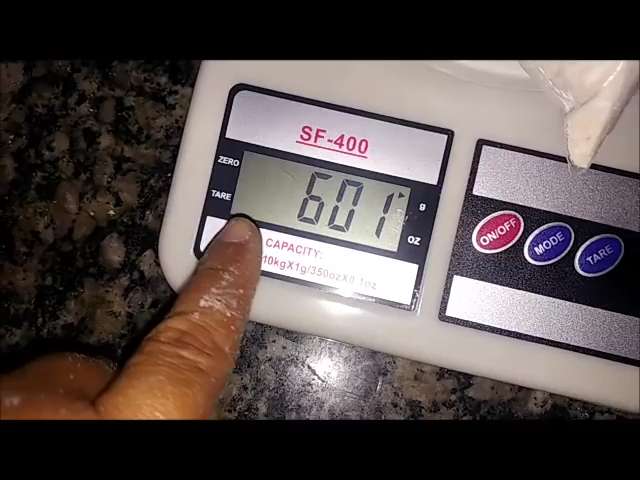 SF-400
ZERO
TARE
601
g
oz
CAPACITY:
10kgX1g/350ozX0.1oz
ON/OFF
MODE
TARE